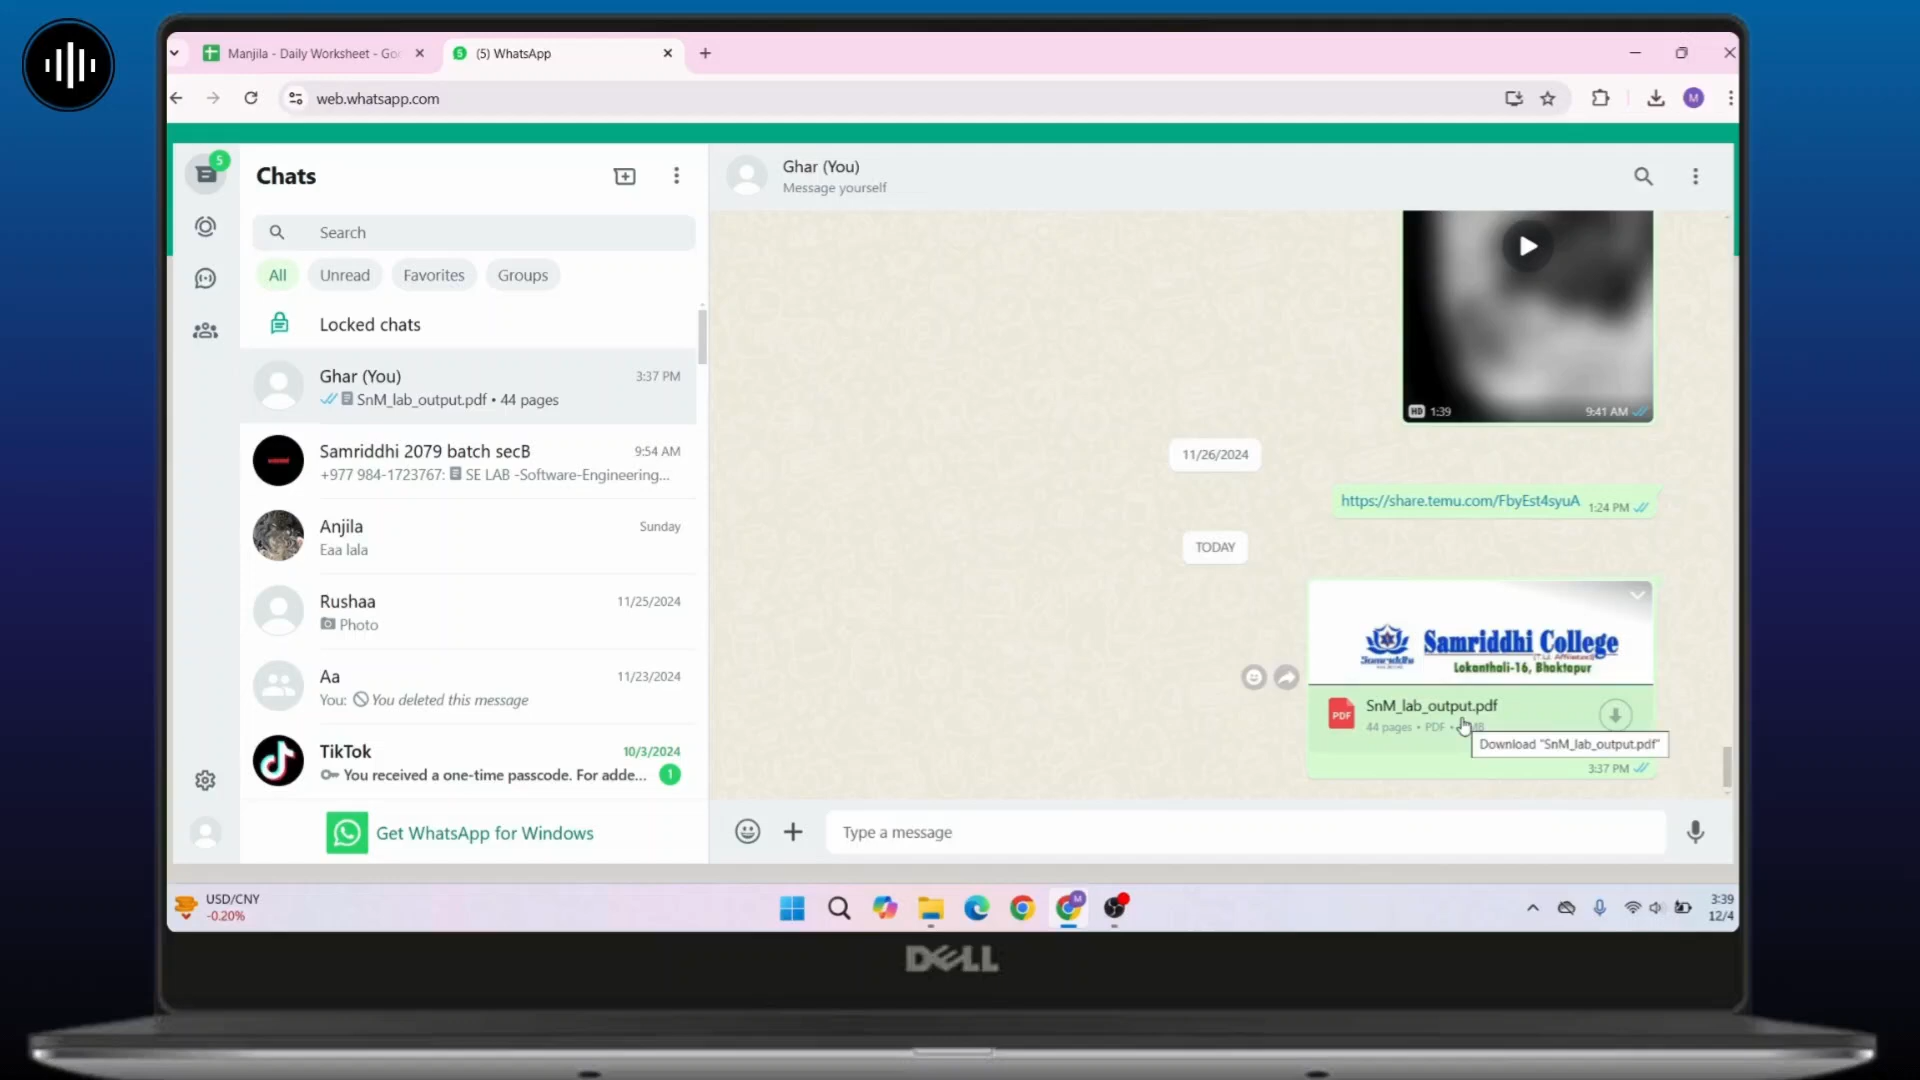 Manjila - Daily Worksheet - Goo
(5) WhatsApp
web.whatsapp.com
M
5
Chats
Search
All
Unread
Favorites
Groups
Locked chats
Ghar (You)
3:37 PM
SnM_lab_output.pdf • 44 pages
Samriddhi 2079 batch secB
9:54 AM
+977 984-1723767: SE LAB -Software-Engineering...
Anjila
Sunday
Eaa lala
Rushaa
11/25/2024
Photo
Aa
11/23/2024
You: You deleted this message
TikTok
10/3/2024
You received a one-time passcode. For adde...
1
Get WhatsApp for Windows
Ghar (You)
Message yourself
HD 1:39
9:41 AM
11/26/2024
https://share.temu.com/FbyEst4syuA
1:24 PM
TODAY
Samriddhi College
Lokanthali-16, Bhaktapur
PDF
SnM_lab_output.pdf
44 pages • PDF •
Download "SnM_lab_output.pdf"
3:37 PM
Type a message
USD/CNY
-0.20%
M
3:39
12/4
DELL